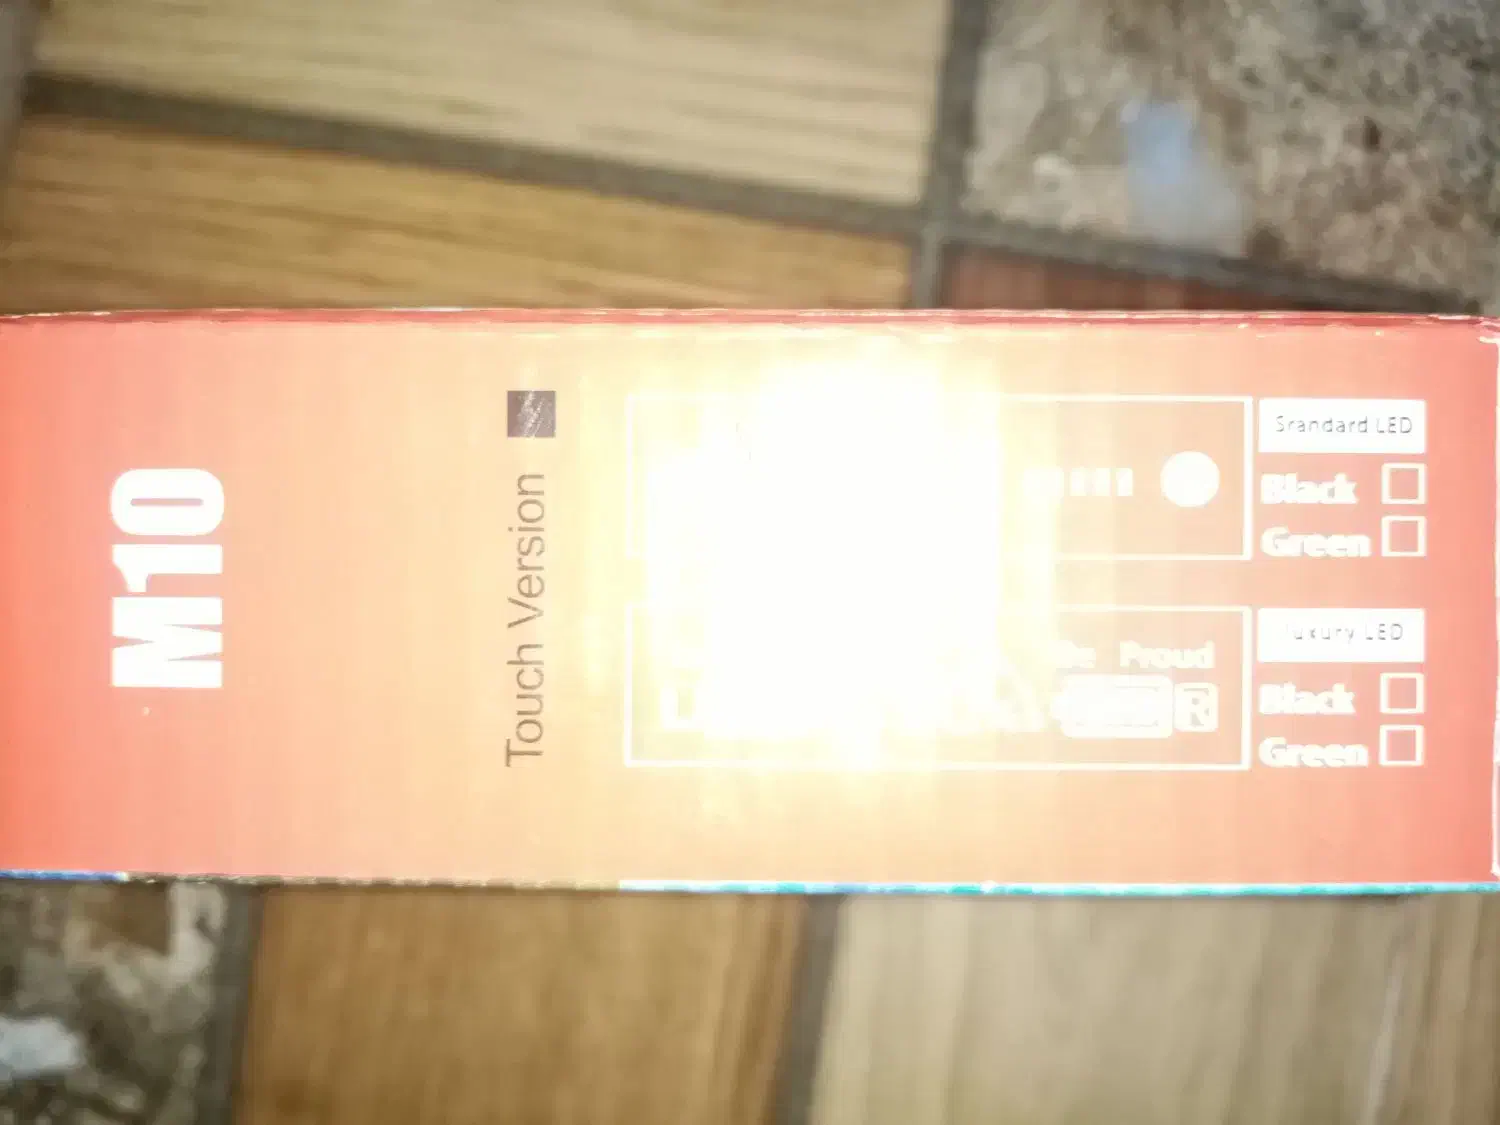 M10
Touch Version
Srandard LED
Black
Green
Proud
R
uxury LED
Black
Green